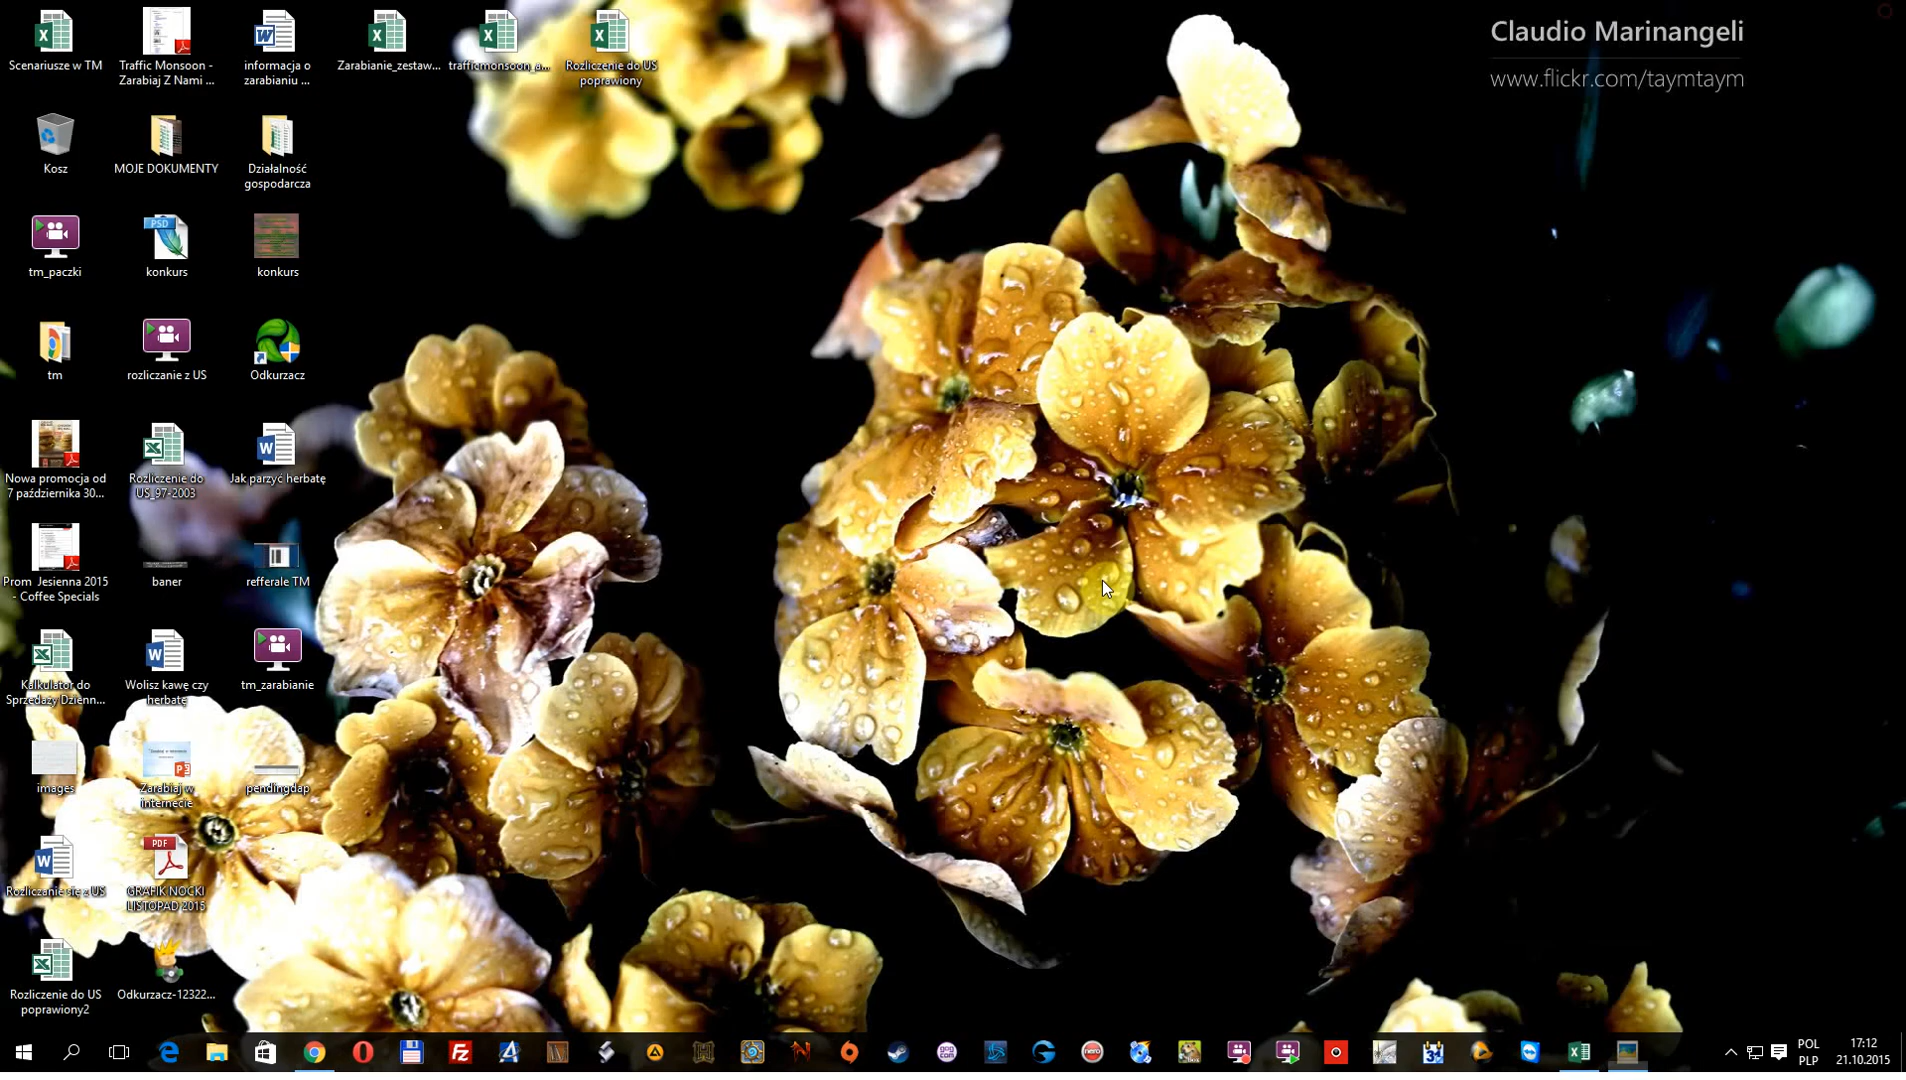 Claudio Marinangeli
www.flickr.com/taymtaym
Scenariusze w TM
Traffic Monsoon -
Zarabiaj Z Nami ...
informacja o
zarabianiu ...
Zarabianie_zestaw...
trafficmonsoon_a...
Rozliczenie do US
poprawiony
Kosz
MOJE DOKUMENTY
Działalność
gospodarcza
tm_paczki
PSD
konkurs
konkurs
tm
rozliczanie z US
Odkurzacz
Nowa promocja od
7 października 30...
Rozliczenie do
US_97-2003
Jak parzyć herbatę
Prom Jesienna 2015
- Coffee Specials
baner
refferale TM
Kalkulator do
Sprzedaży Dzienn...
Wolisz kawę czy
herbatę
tm_zarabianie
images
Zarabiaj w
internecie
pendingdap
Rozliczanie się z US
PDF
GRAFIK NOCKI
LISTOPAD 2015
Rozliczenie do US
poprawiony2
Odkurzacz-12322...
POL
PLP
17:12
21.10.2015